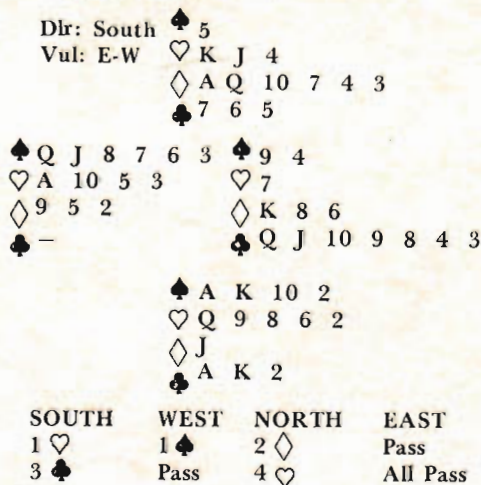 Dlr: South ♠ 5
Vul: E-W ♡ K J 4
♢ A Q 10 7 4 3
♣ 7 6 5
♠ Q J 8 7 6 3 ♠ 9 4
♡ A 10 5 3 ♡ 7
♢ 9 5 2 ♢ K 8 6
♣ – ♣ Q J 10 9 8 4 3
♠ A K 10 2
♡ Q 9 8 6 2
♢ J
♣ A K 2
SOUTH WEST NORTH EAST
1 ♡ 1 ♠ 2 ♢ Pass
3 ♣ Pass 4 ♡ All Pass